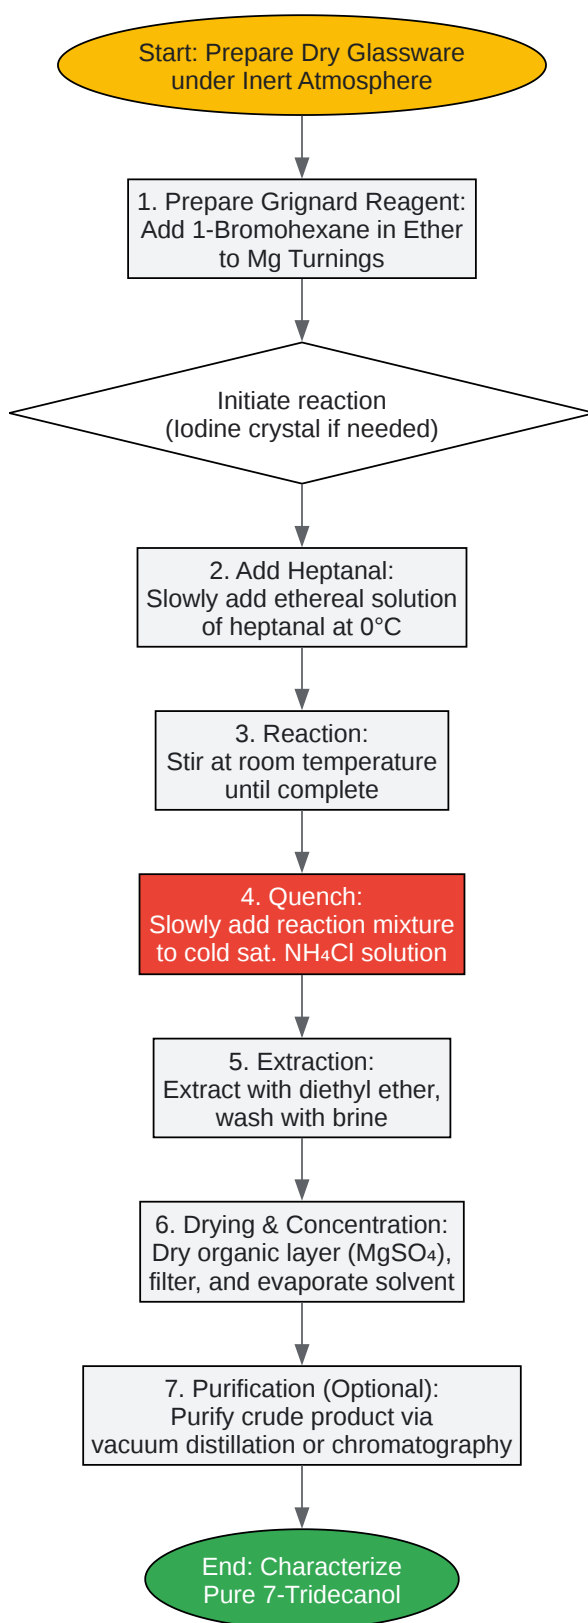 Start: Prepare Dry Glassware
under Inert Atmosphere
1. Prepare Grignard Reagent:
Add 1-Bromohexane in Ether
to Mg Turnings
Initiate reaction
(Iodine crystal if needed)
2. Add Heptanal:
Slowly add ethereal solution
of heptanal at 0°C
3. Reaction:
Stir at room temperature
until complete
4. Quench:
Slowly add reaction mixture
to cold sat. NH₄Cl solution
5. Extraction:
Extract with diethyl ether,
wash with brine
6. Drying & Concentration:
Dry organic layer (MgSO₄),
filter, and evaporate solvent
7. Purification (Optional):
Purify crude product via
vacuum distillation or chromatography
End: Characterize
Pure 7-Tridecanol